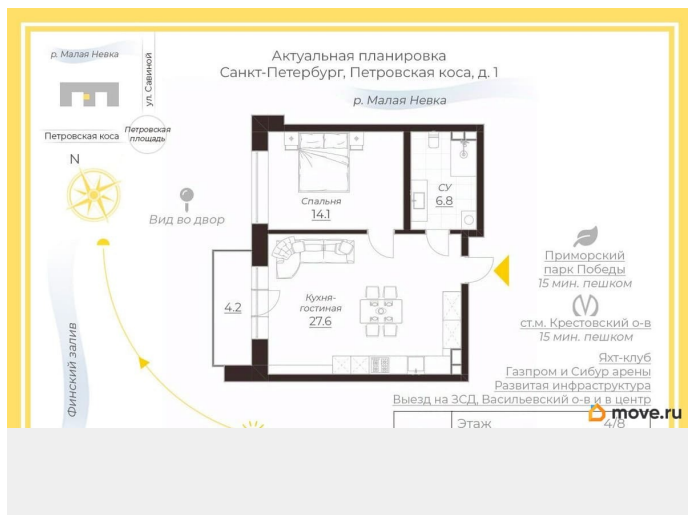 р. Малая Невка
ул. Савиной
Петровская коса
Петровская
площадь
N
Актуальная планировка
Санкт-Петербург, Петровская коса, д. 1
р. Малая Невка
Вид во двор
Спальня
14.1
СУ
6.8
4.2
Кухня-
гостиная
27.6
Финский залив
Приморский
парк Победы
15 мин. пешком
ст.м. Крестовский о-в
15 мин. пешком
Яхт-клуб
Газпром и Сибур арены
Развитая инфраструктура
Выезд на ЗСД, Васильевский о-в и в центр
move.ru
Этаж 4/8